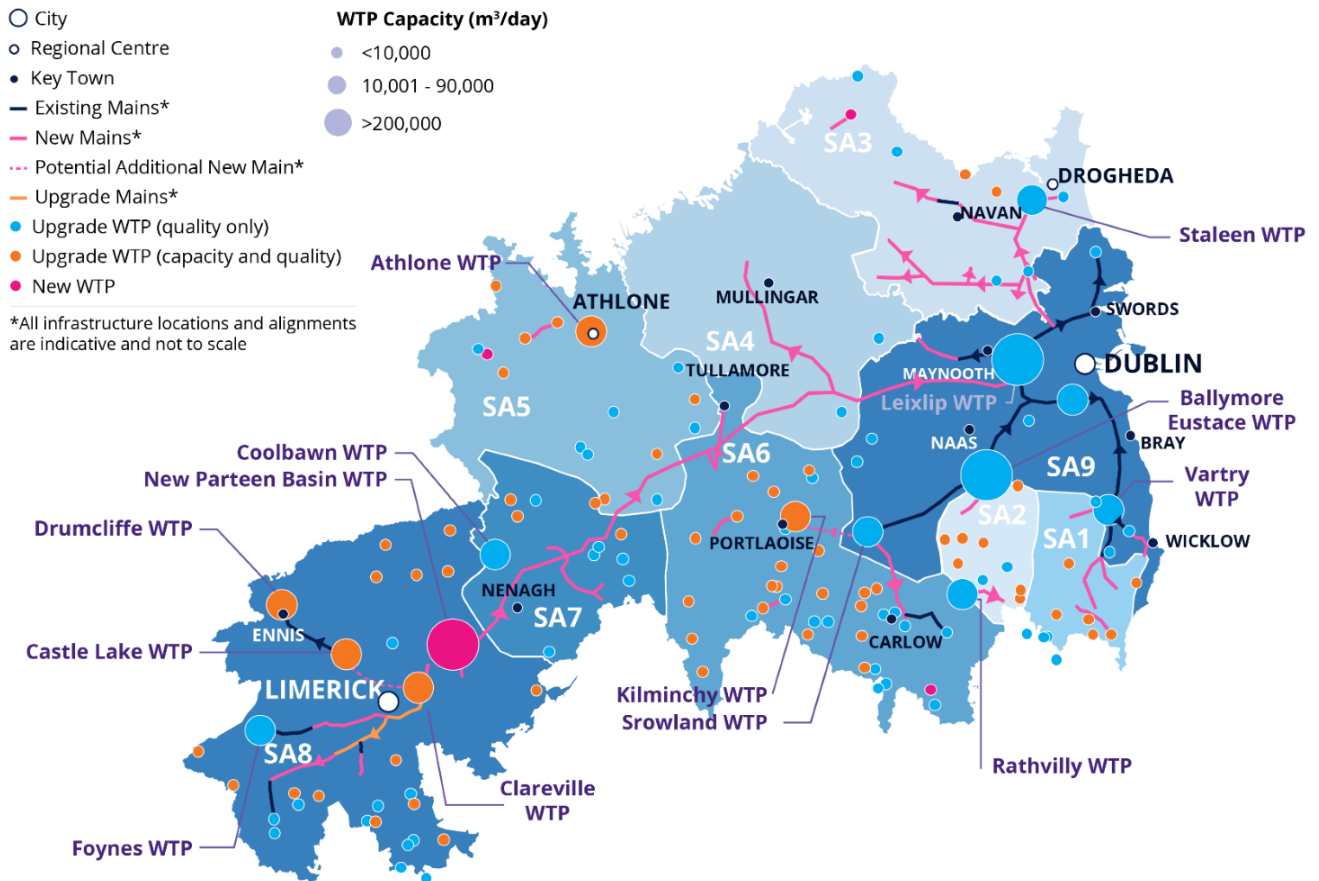 City
Regional Centre
Key Town
Existing Mains*
New Mains*
Potential Additional New Main*
Upgrade Mains*
Upgrade WTP (quality only)
Upgrade WTP (capacity and quality)
New WTP
*All infrastructure locations and alignments
are indicative and not to scale
WTP Capacity (m³/day)
<10,000
10,001 - 90,000
>200,000
SA3
DROGHEDA
NAVAN
Staleen WTP
Athlone WTP
ATHLONE
MULLINGAR
SWORDS
SA4
TULLAMORE
MAYNOOTH
DUBLIN
Leixlip WTP
Ballymore
Eustace WTP
SA5
NAAS
BRAY
Coolbawn WTP
SA6
SA9
New Parteen Basin WTP
Vartry
WTP
Drumcliffe WTP
SA2
PORTLAOISE
SA1
WICKLOW
NENAGH
SA7
ENNIS
CARLOW
Castle Lake WTP
LIMERICK
Kilminchy WTP
Srowland WTP
SA8
Rathvilly WTP
Clareville
WTP
Foynes WTP